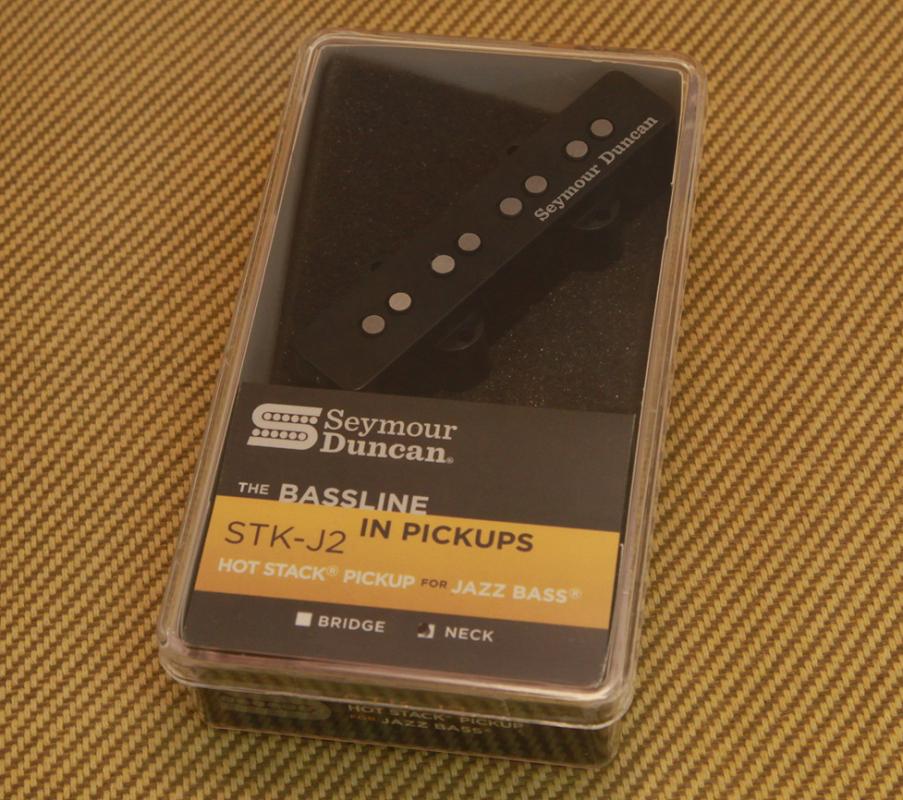 Seymour Duncan
Seymour
Duncan®
THE BASSLINE
IN PICKUPS
STK-J2
HOT STACK® PICKUP FOR JAZZ BASS®
BRIDGE NECK
HOT STACK® PICKUP
FOR JAZZ BASS®